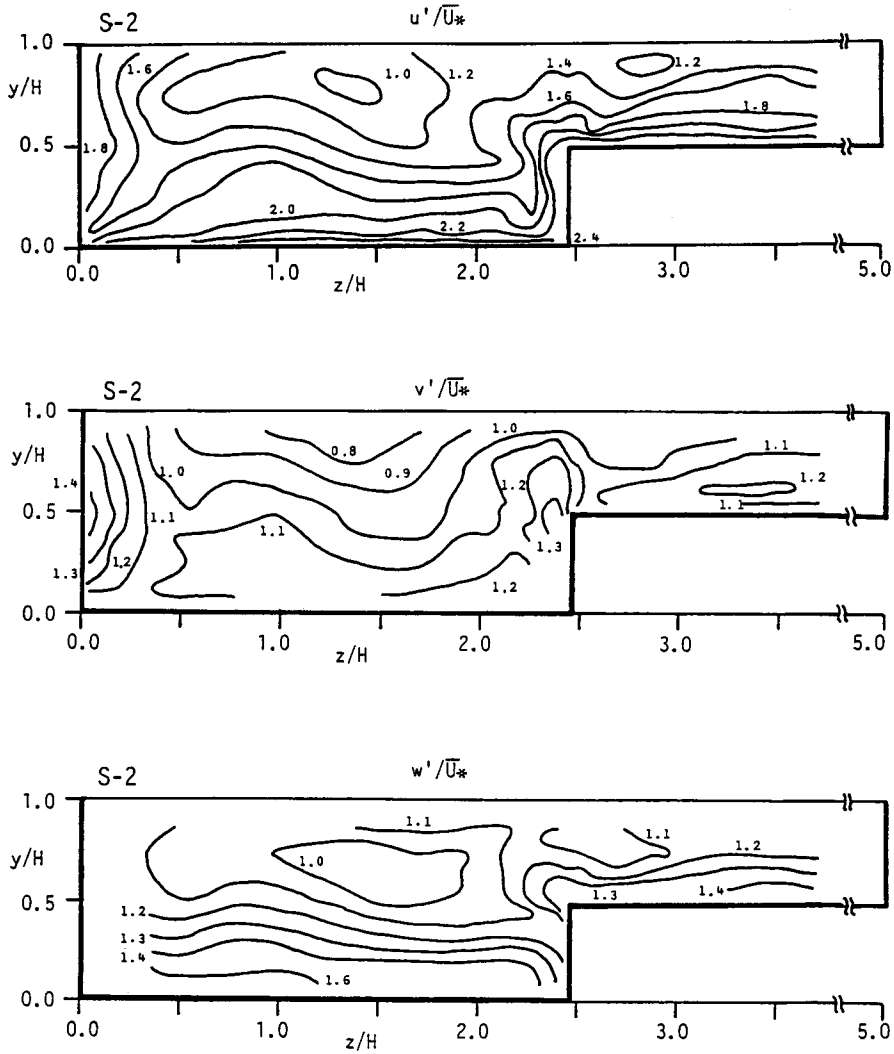 S-2 u'/U̅*
1.0 1.6 1.0 1.2 1.4 1.2
y/H 1.6
1.8
0.5 1.8
2.0
2.2
0.0 2.4
0.0 1.0 2.0 3.0 5.0
z/H
S-2 v'/U̅*
1.0 1.0
0.8 1.1
y/H 1.0 0.9
1.4 1.2 1.2
0.5 1.1 1.1
1.1
1.2 1.3
1.3 1.2
0.0
0.0 1.0 2.0 3.0 5.0
z/H
S-2 w'/U̅*
1.0 1.1 1.1
1.2
y/H 1.0
1.4
0.5 1.2 1.3
1.3
1.4
1.6
0.0
0.0 1.0 2.0 3.0 5.0
z/H